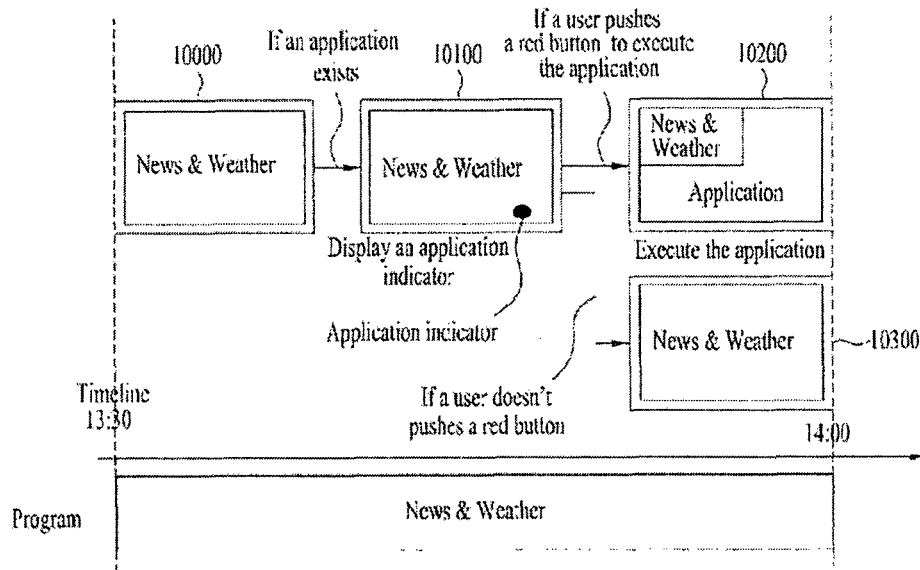 10000
If an application
exists
10100
If a user pushes
a red button to execute
the application
10200
News & Weather
News & Weather
News &
Weather
Application
Display an application
indicator
Execute the application
Application indicator
News & Weather
10300
If a user doesn't
pushes a red button
Timeline
13:30
14:00
Program
News & Weather